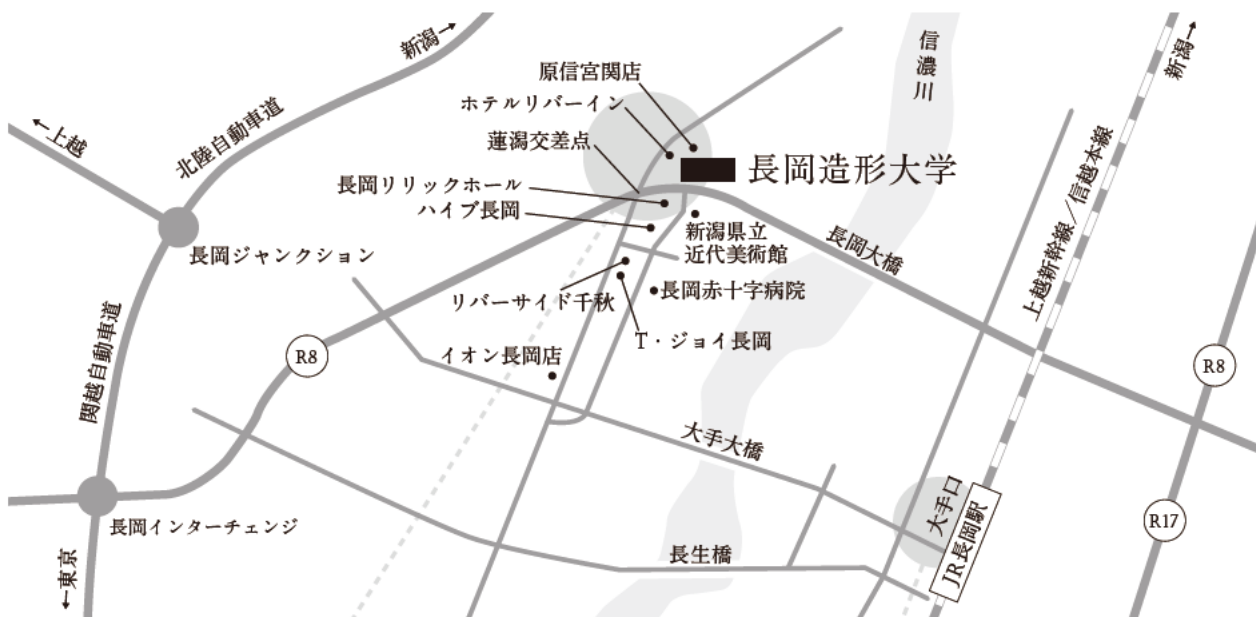 新潟→
信濃川
新潟→
原信宮関店
ホテルリバーイン
←上越
北陸自動車道
蓮潟交差点
長岡造形大学
長岡リリックホール
ハイブ長岡
新潟県立
近代美術館
長岡大橋
上越新幹線／信越本線
長岡ジャンクション
リバーサイド千秋
長岡赤十字病院
T・ジョイ長岡
関越自動車道
R8
イオン長岡店
R8
大手大橋
大手口
R17
長岡インターチェンジ
長生橋
JR長岡駅
←東京